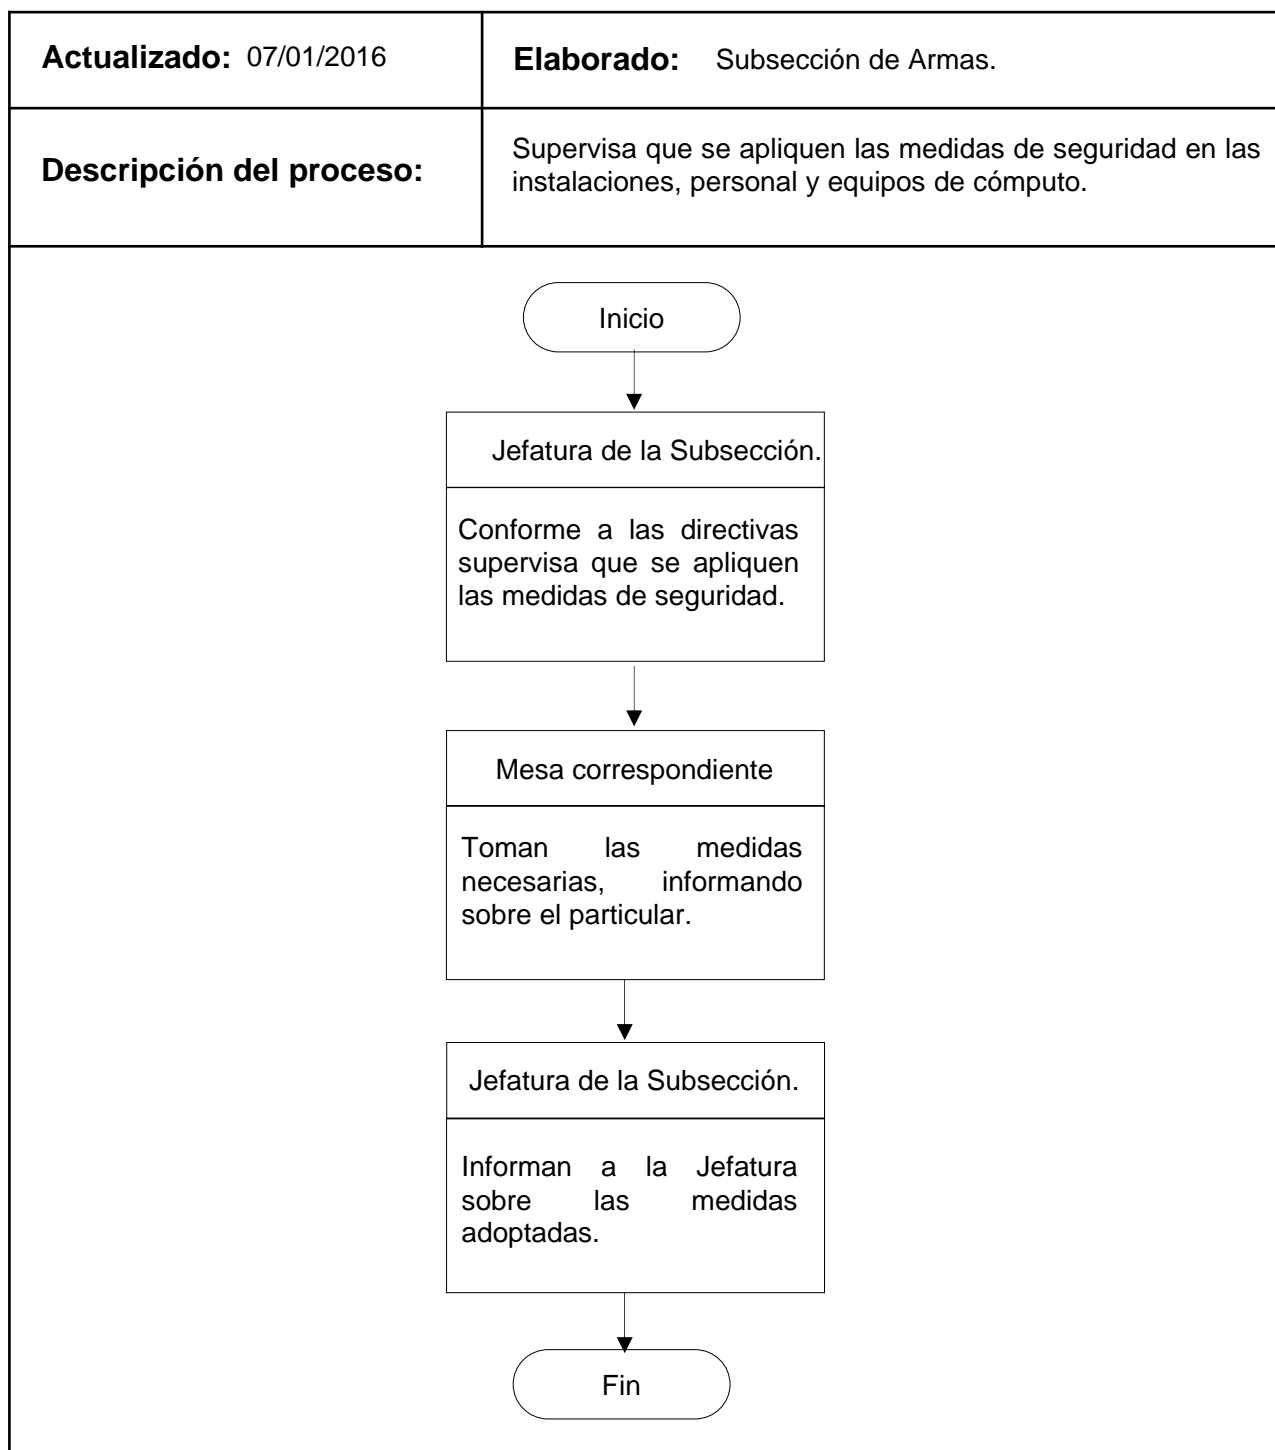 Actualizado: 07/01/2016
Elaborado: Subsección de Armas.
Descripción del proceso:
Supervisa que se apliquen las medidas de seguridad en las
instalaciones, personal y equipos de cómputo.
Inicio
Jefatura de la Subsección.
Conforme a las directivas
supervisa que se apliquen
las medidas de seguridad.
Mesa correspondiente
Toman las medidas
necesarias, informando
sobre el particular.
Jefatura de la Subsección.
Informan a la Jefatura
sobre las medidas
adoptadas.
Fin